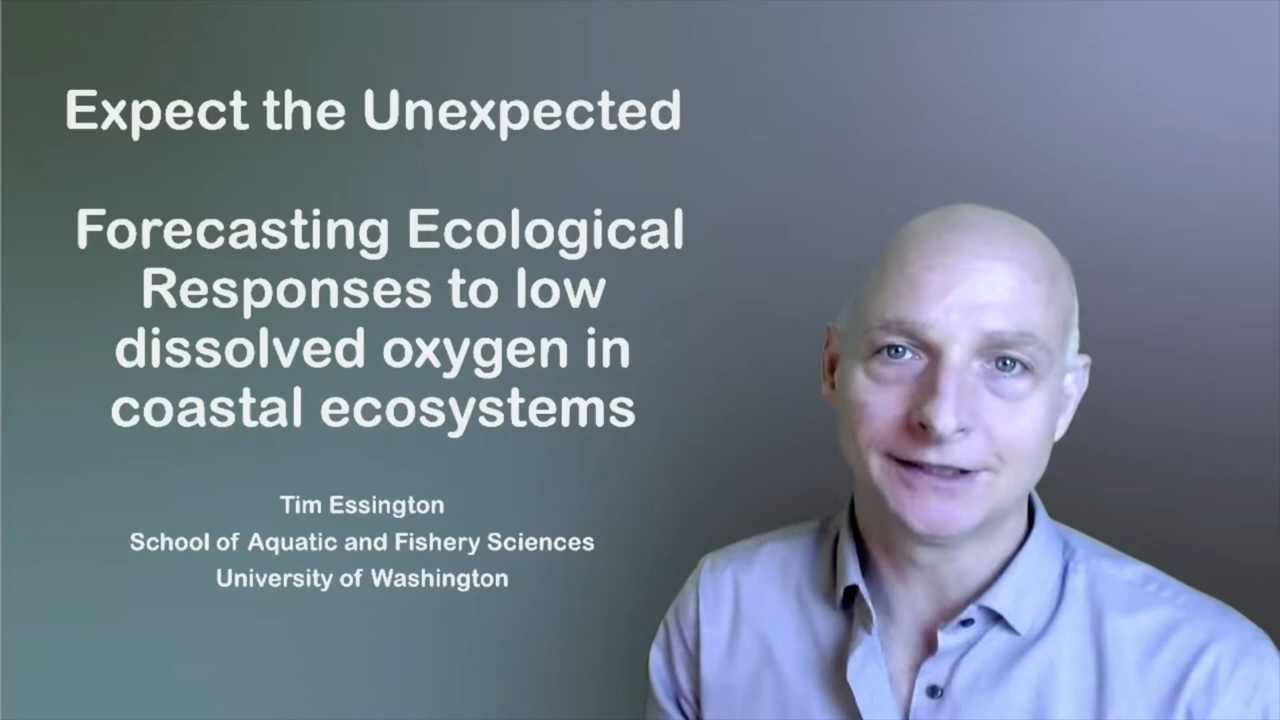 Expect the Unexpected
Forecasting Ecological
Responses to low
dissolved oxygen in
coastal ecosystems
Tim Essington
School of Aquatic and Fishery Sciences
University of Washington